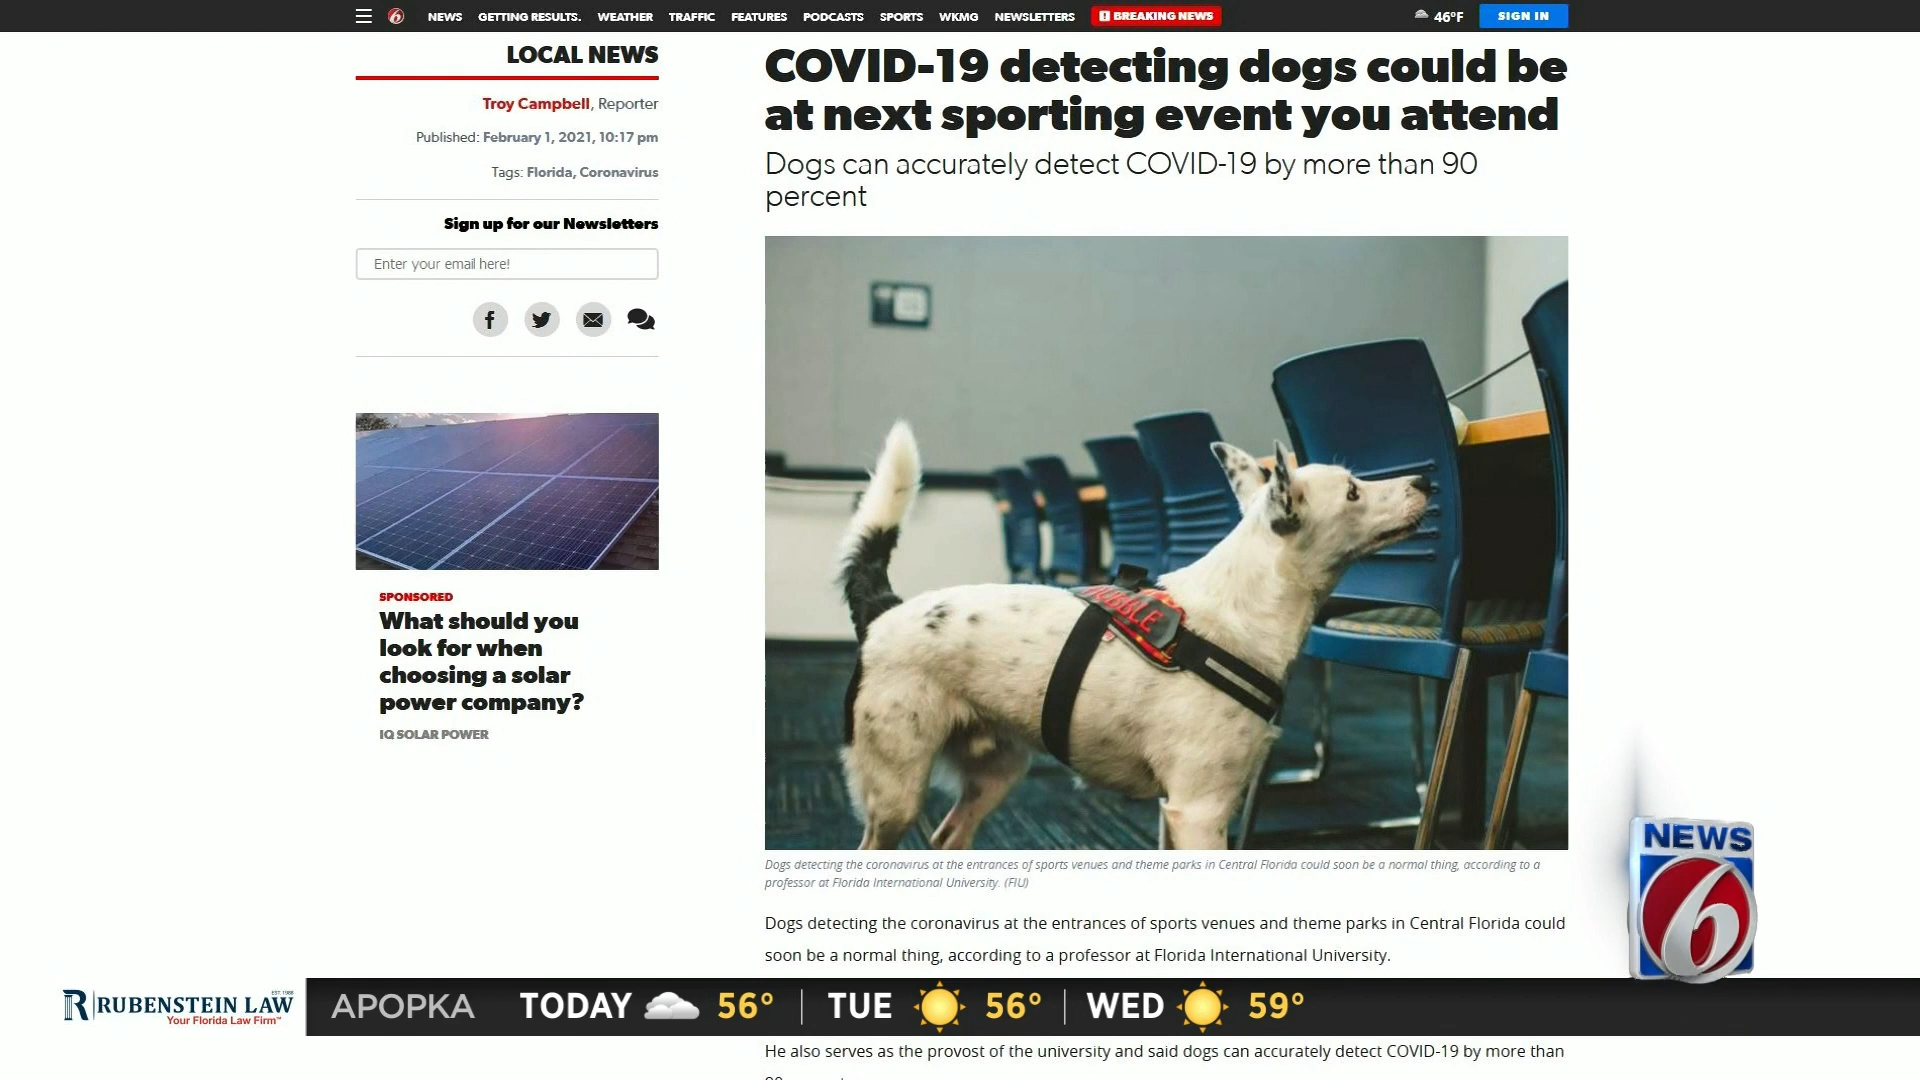 NEWS GETTING RESULTS. WEATHER TRAFFIC FEATURES PODCASTS SPORTS WKMG NEWSLETTERS BREAKING NEWS 46°F SIGN IN
LOCAL NEWS
Troy Campbell, Reporter
Published: February 1, 2021, 10:17 pm
Tags: Florida, Coronavirus
Sign up for our Newsletters
Enter your email here!
SPONSORED
What should you
look for when
choosing a solar
power company?
IQ SOLAR POWER
COVID-19 detecting dogs could be
at next sporting event you attend
Dogs can accurately detect COVID-19 by more than 90
percent
Dogs detecting the coronavirus at the entrances of sports venues and theme parks in Central Florida could soon be a normal thing, according to a
professor at Florida International University. (FIU)
Dogs detecting the coronavirus at the entrances of sports venues and theme parks in Central Florida could
soon be a normal thing, according to a professor at Florida International University.
NEWS
6
EST. 1988
RUBENSTEIN LAW
Your Florida Law Firm™
APOPKA TODAY 56° TUE 56° WED 59°
He also serves as the provost of the university and said dogs can accurately detect COVID-19 by more than